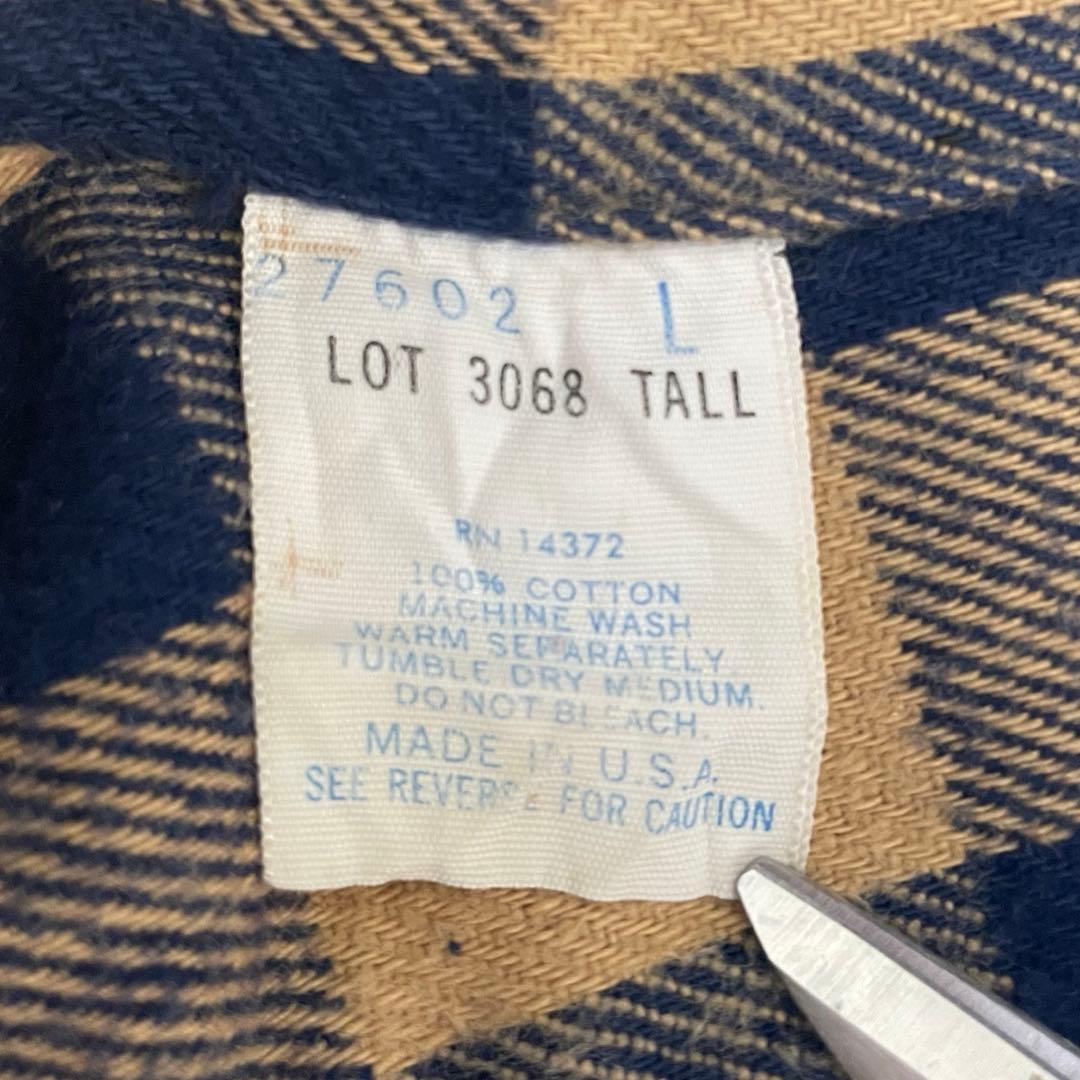 27602 L
LOT 3068 TALL
RN 14372
100% COTTON
MACHINE WASH
WARM SEPARATELY
TUMBLE DRY MEDIUM.
DO NOT BLEACH.
MADE IN U.S.A.
SEE REVERSE FOR CAUTION